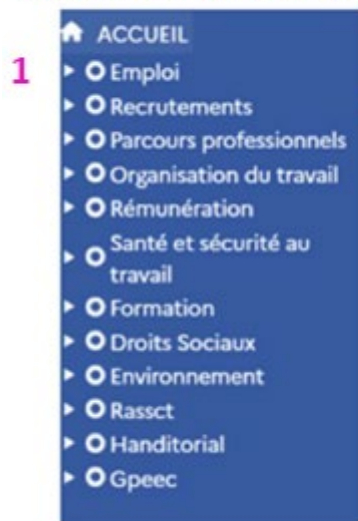 ACCUEIL
1
Emploi
Recrutements
Parcours professionnels
Organisation du travail
Rémunération
Santé et sécurité au
travail
Formation
Droits Sociaux
Environnement
Rassct
Handitorial
Gpeec